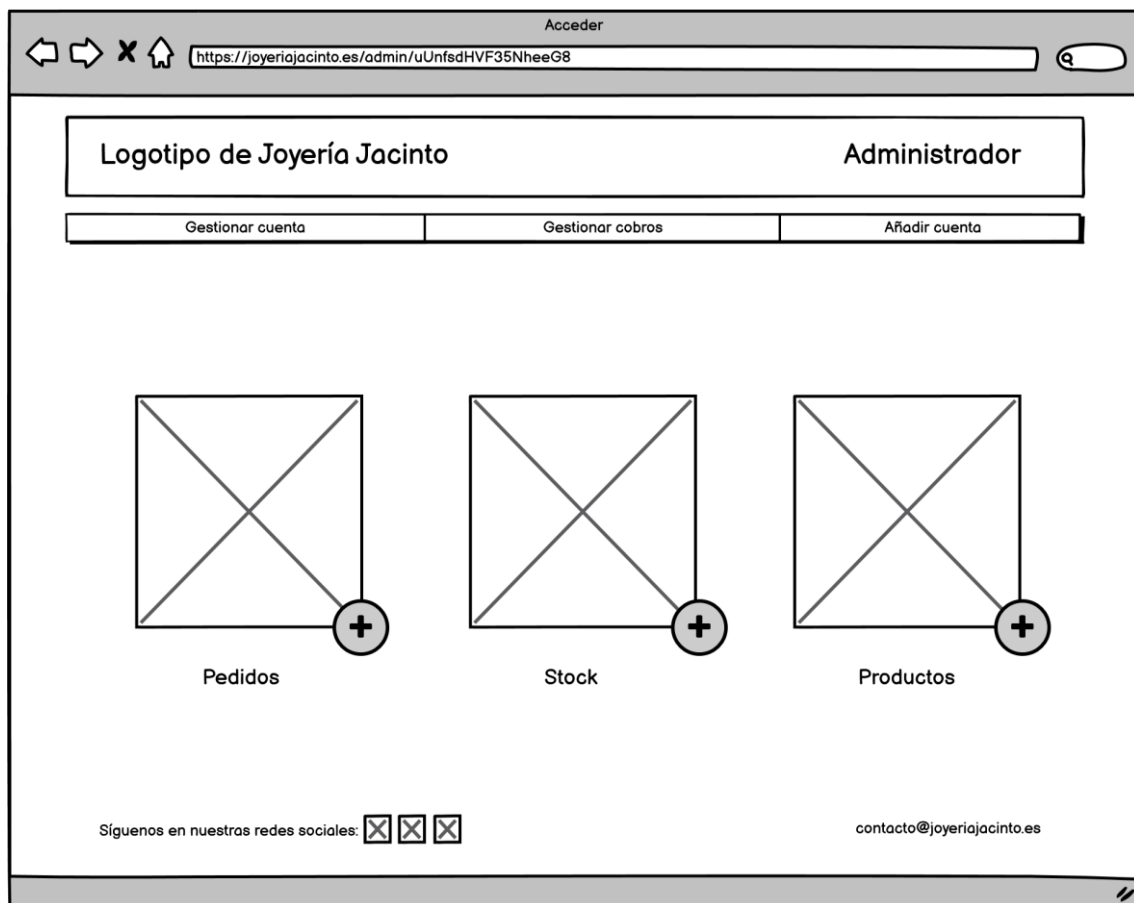 Acceder
https://joyeriajacinto.es/admin/uUnfsdHVF35NheeG8
Logotipo de Joyería Jacinto
Administrador
Gestionar cuenta
Gestionar cobros
Añadir cuenta
Pedidos
Stock
Productos
Síguenos en nuestras redes sociales:
contacto@joyeriajacinto.es